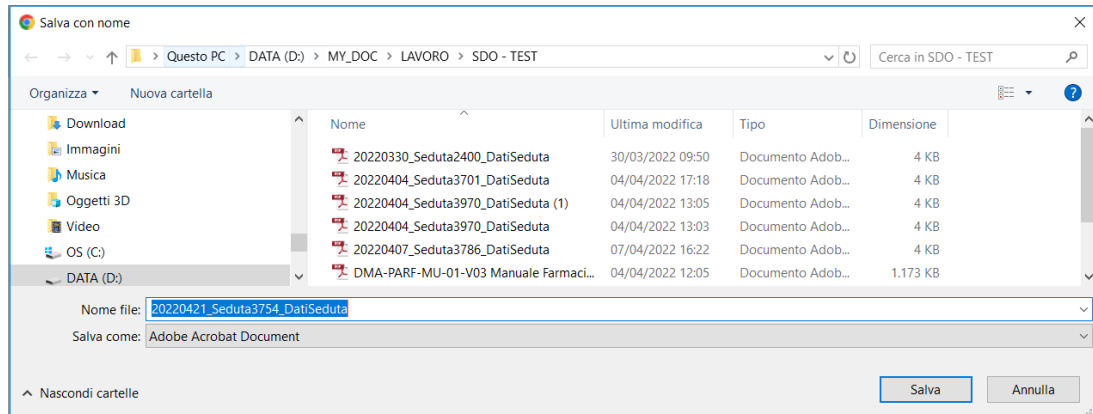 Salva con nome
Questo PC > DATA (D:) > MY_DOC > LAVORO > SDO - TEST
Cerca in SDO - TEST
Organizza Nuova cartella
Download
Immagini
Musica
Oggetti 3D
Video
OS (C:)
DATA (D:)
Nome Ultima modifica Tipo Dimensione
20220330_Seduta2400_DatiSeduta 30/03/2022 09:50 Documento Adob... 4 KB
20220404_Seduta3701_DatiSeduta 04/04/2022 17:18 Documento Adob... 4 KB
20220404_Seduta3970_DatiSeduta (1) 04/04/2022 13:05 Documento Adob... 4 KB
20220404_Seduta3970_DatiSeduta 04/04/2022 13:03 Documento Adob... 4 KB
20220407_Seduta3786_DatiSeduta 07/04/2022 16:22 Documento Adob... 4 KB
DMA-PARF-MU-01-V03 Manuale Farmaci... 04/04/2022 12:05 Documento Adob... 1.173 KB
Nome file: 20220421_Seduta3754_DatiSeduta
Salva come: Adobe Acrobat Document
Nascondi cartelle
Salva Annulla